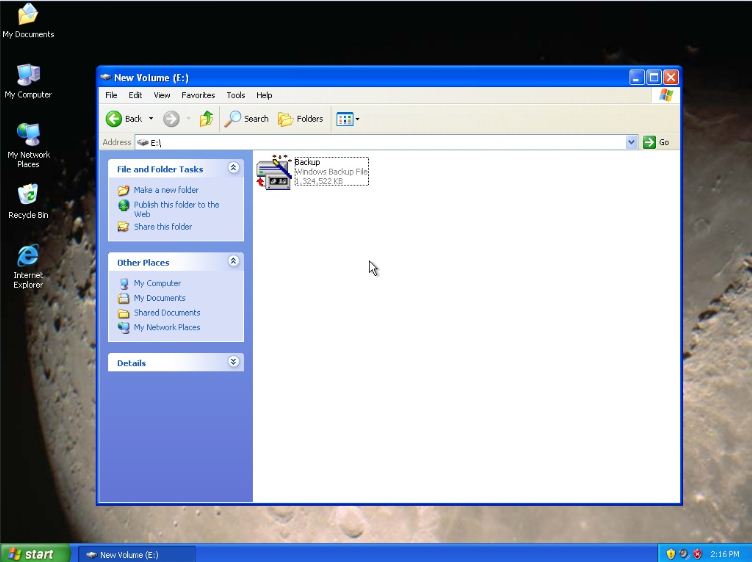 My Documents
My Computer
My Network
Places
Recycle Bin
Internet
Explorer
New Volume (E:)
File Edit View Favorites Tools Help
Back Search Folders
Address E:\ Go
File and Folder Tasks
Make a new folder
Publish this folder to the
Web
Share this folder
Other Places
My Computer
My Documents
Shared Documents
My Network Places
Details
Backup
Windows Backup File
1,324,522 KB
start New Volume (E:) 2:16 PM